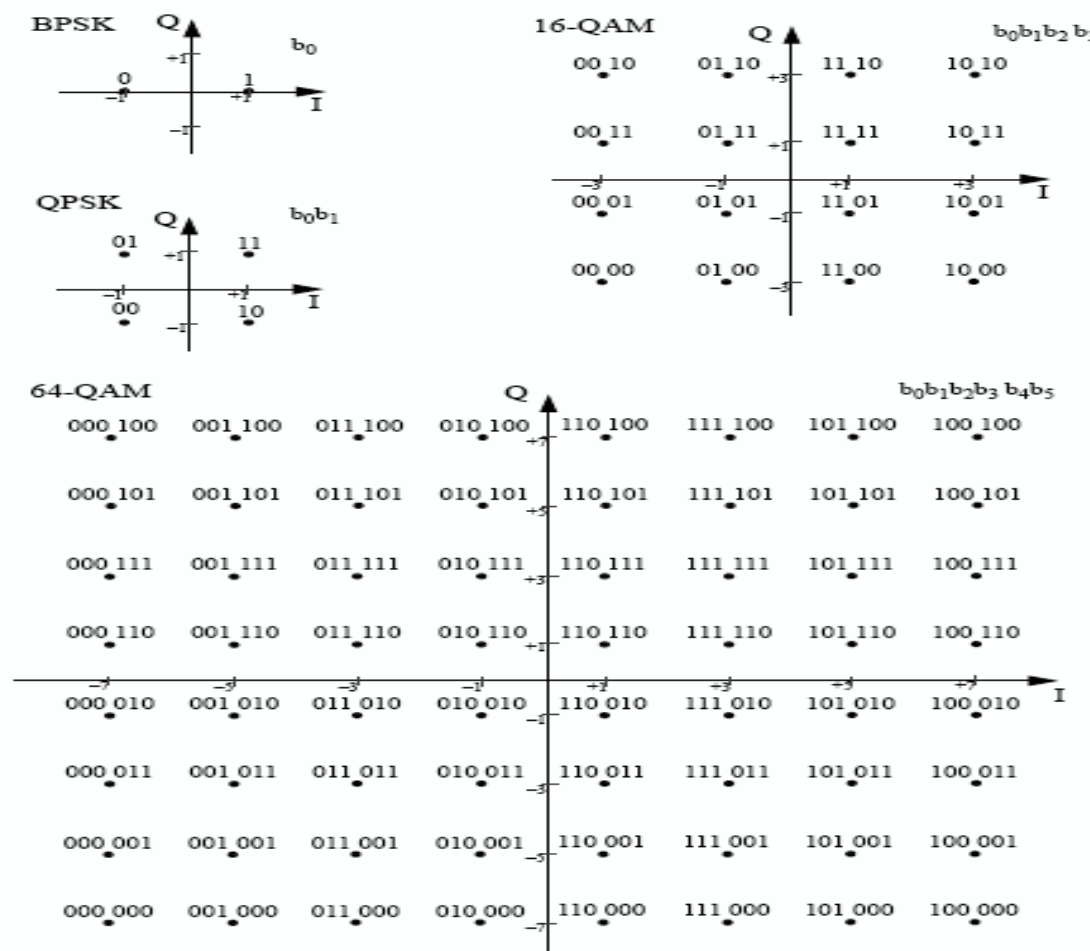 BPSK Q b0
+1
0 1
−1 +1 I
−1
QPSK Q b0b1
01 +1 11
−1 +1 I
00 10
−1
16-QAM Q b0b1b2 b3
00 10 01 10 11 10 10 10
+3
00 11 01 11 11 11 10 11
+1
−3 −1 +1 +3 I
00 01 01 01 11 01 10 01
−1
00 00 01 00 11 00 10 00
−3
64-QAM Q b0b1b2b3 b4b5
000 100 001 100 011 100 010 100 110 100 111 100 101 100 100 100
+7
000 101 001 101 011 101 010 101 110 101 111 101 101 101 100 101
+5
000 111 001 111 011 111 010 111 110 111 111 111 101 111 100 111
+3
000 110 001 110 011 110 010 110 110 110 111 110 101 110 100 110
+1
−7 −5 −3 −1 +1 +3 +5 +7 I
000 010 001 010 011 010 010 010 110 010 111 010 101 010 100 010
−1
000 011 001 011 011 011 010 011 110 011 111 011 101 011 100 011
−3
000 001 001 001 011 001 010 001 110 001 111 001 101 001 100 001
−5
000 000 001 000 011 000 010 000 110 000 111 000 101 000 100 000
−7